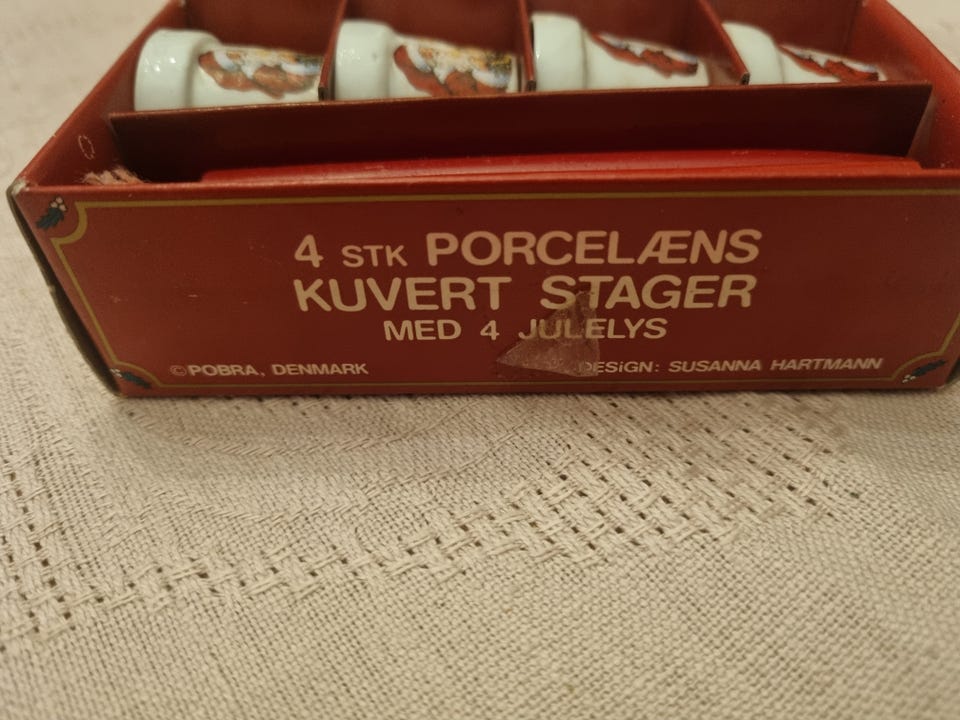 4 STK PORCELÆNS
KUVERT STAGER
MED 4 JULELYS
©POBRA, DENMARK
DESiGN: SUSANNA HARTMANN